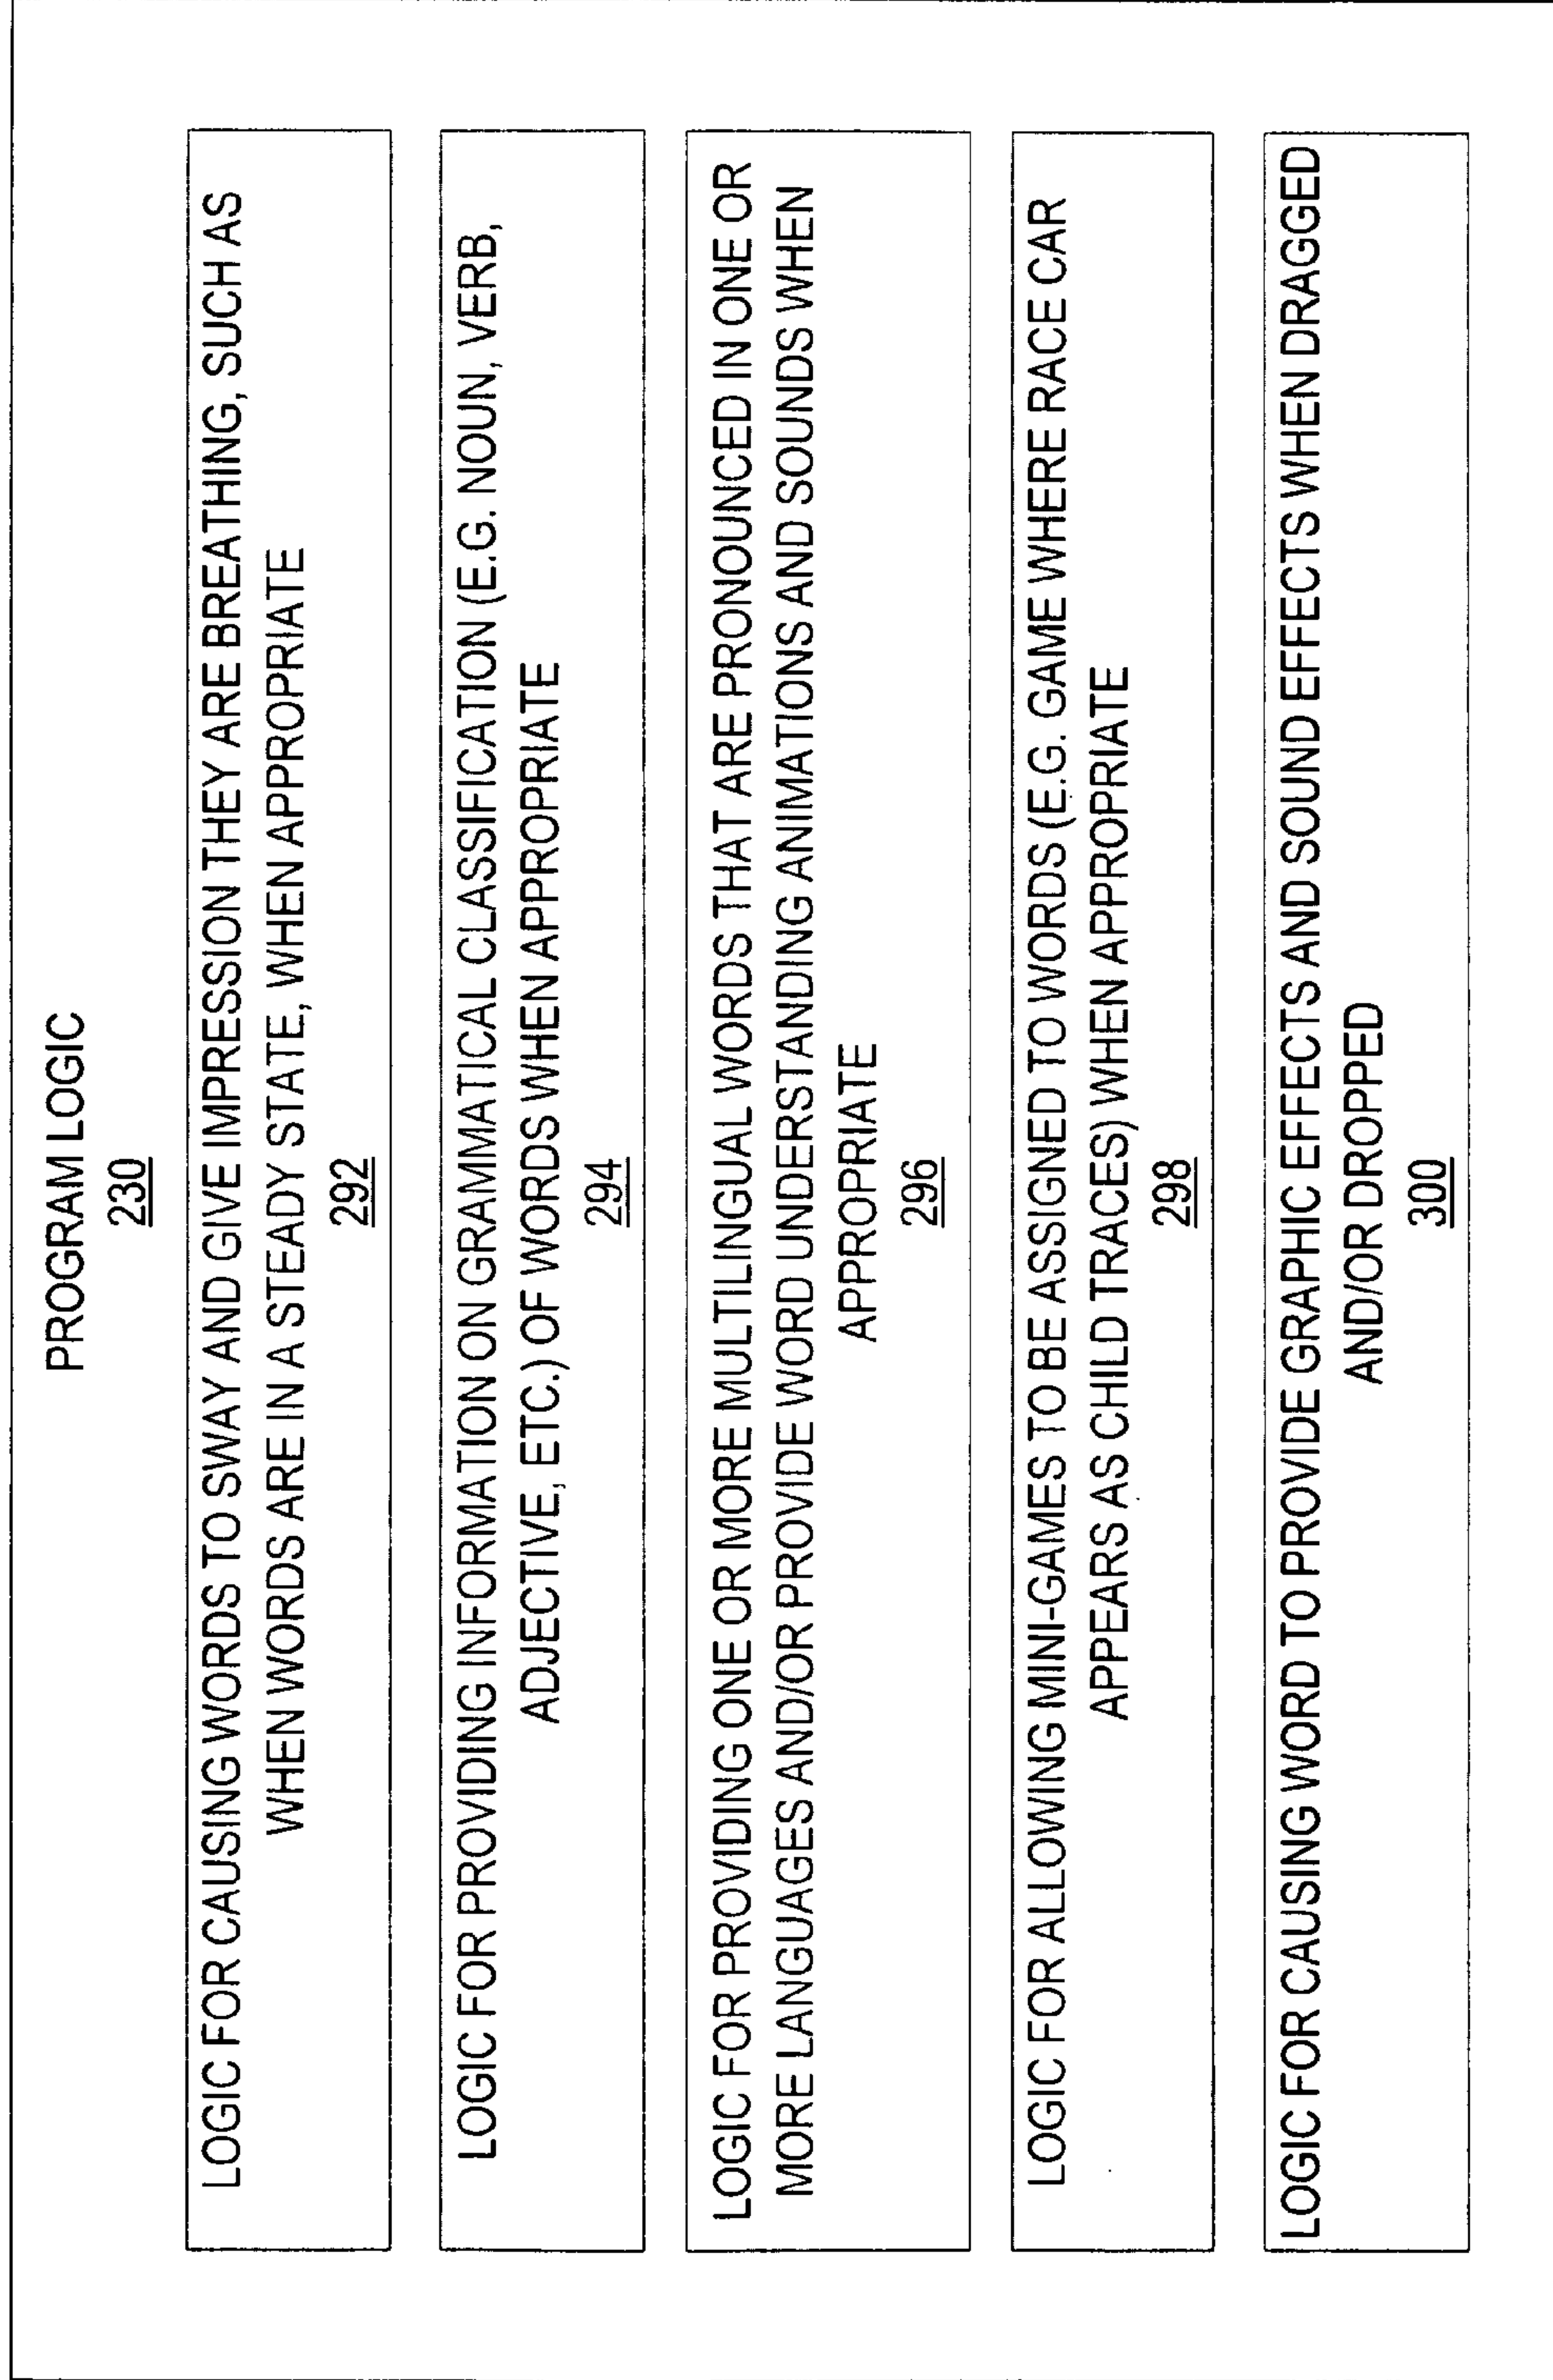 PROGRAM LOGIC
230
LOGIC FOR CAUSING WORDS TO SWAY AND GIVE IMPRESSION THEY ARE BREATHING, SUCH AS
WHEN WORDS ARE IN A STEADY STATE, WHEN APPROPRIATE
292
LOGIC FOR PROVIDING INFORMATION ON GRAMMATICAL CLASSIFICATION (E.G. NOUN, VERB,
ADJECTIVE, ETC.) OF WORDS WHEN APPROPRIATE
294
LOGIC FOR PROVIDING ONE OR MORE MULTILINGUAL WORDS THAT ARE PRONOUNCED IN ONE OR
MORE LANGUAGES AND/OR PROVIDE WORD UNDERSTANDING ANIMATIONS AND SOUNDS WHEN
APPROPRIATE
296
LOGIC FOR ALLOWING MINI-GAMES TO BE ASSIGNED TO WORDS (E.G. GAME WHERE RACE CAR
APPEARS AS CHILD TRACES) WHEN APPROPRIATE
298
LOGIC FOR CAUSING WORD TO PROVIDE GRAPHIC EFFECTS AND SOUND EFFECTS WHEN DRAGGED
AND/OR DROPPED
300